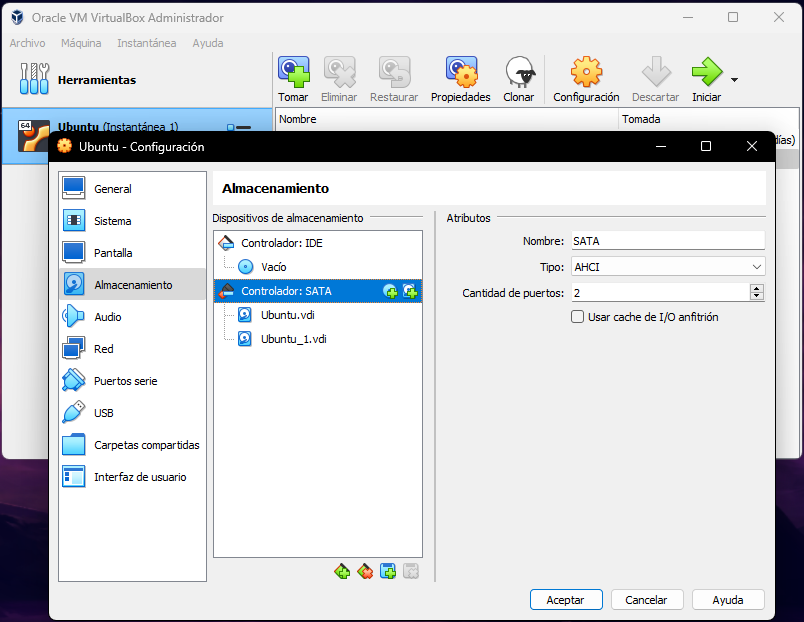 Oracle VM VirtualBox Administrador
Archivo Máquina Instantánea Ayuda
Herramientas
Tomar Eliminar Restaurar Propiedades Clonar Configuración Descartar Iniciar
Nombre Tomada
64
Ubuntu (Instantánea 1)
días)
Ubuntu - Configuración
General
Sistema
Pantalla
Almacenamiento
Audio
Red
Puertos serie
USB
Carpetas compartidas
Interfaz de usuario
Almacenamiento
Dispositivos de almacenamiento
Controlador: IDE
Vacío
Controlador: SATA
Ubuntu.vdi
Ubuntu_1.vdi
Atributos
Nombre: SATA
Tipo: AHCI
Cantidad de puertos: 2
Usar cache de I/O anfitrión
Aceptar Cancelar Ayuda